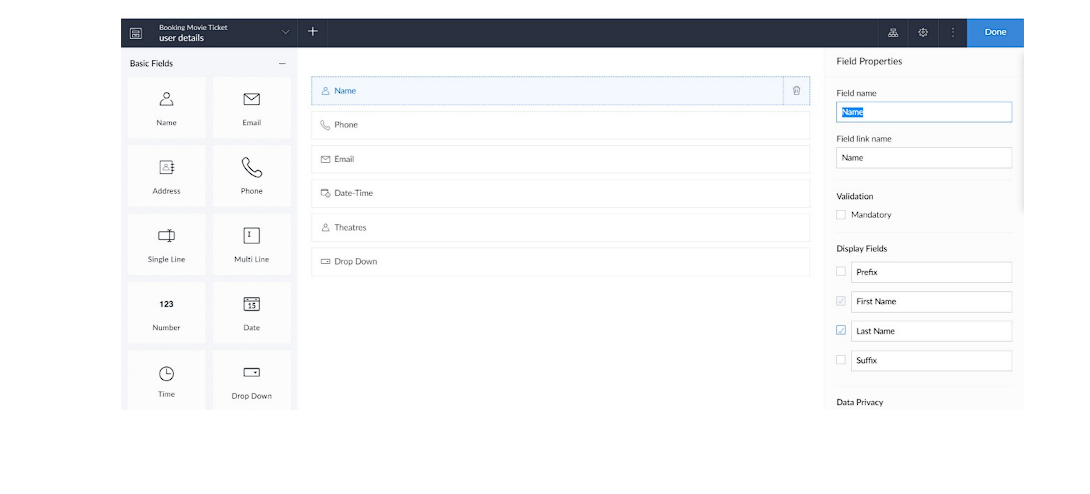 Booking Movie Ticket
user details
Done
Basic Fields
Name
Email
Address
Phone
Single Line
Multi Line
123
Number
15
Date
Time
Drop Down
Name
Phone
Email
Date-Time
Theatres
Drop Down
Field Properties
Field name
Name
Field link name
Name
Validation
Mandatory
Display Fields
Prefix
First Name
Last Name
Suffix
Data Privacy